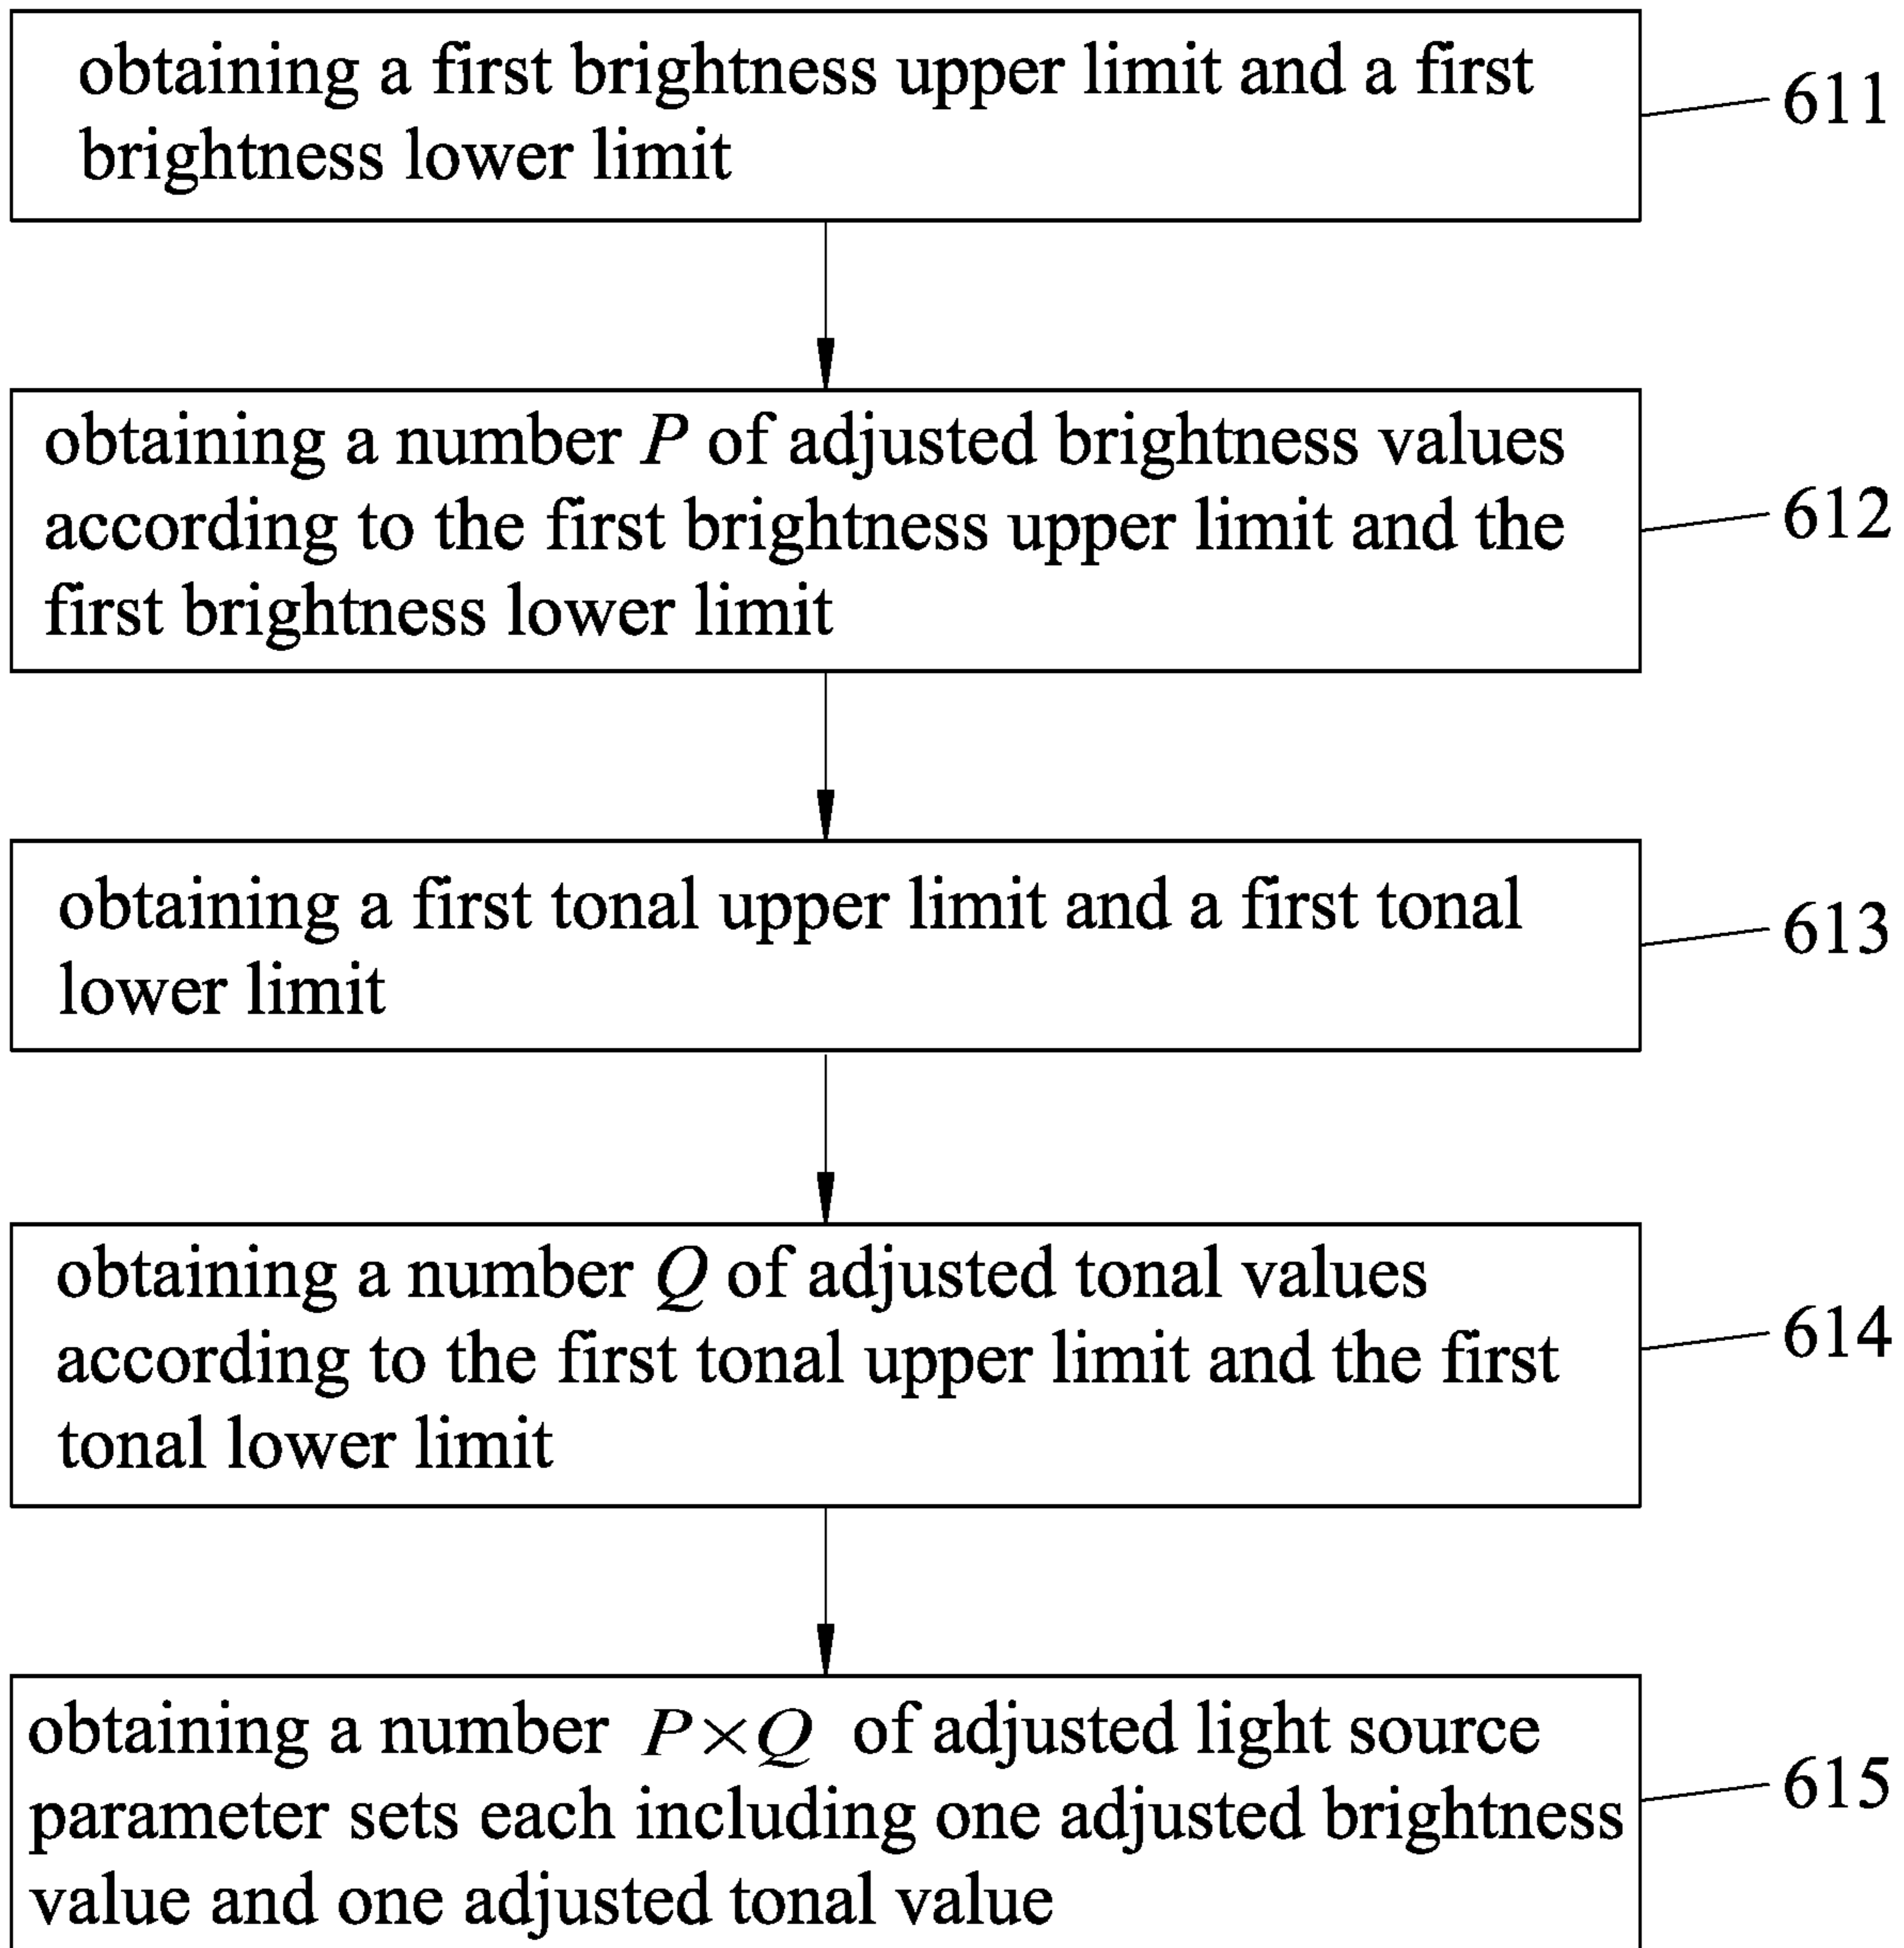 obtaining a first brightness upper limit and a first
brightness lower limit
611
obtaining a number P of adjusted brightness values
according to the first brightness upper limit and the
first brightness lower limit
612
obtaining a first tonal upper limit and a first tonal
lower limit
613
obtaining a number Q of adjusted tonal values
according to the first tonal upper limit and the first
tonal lower limit
614
obtaining a number P×Q of adjusted light source
parameter sets each including one adjusted brightness
value and one adjusted tonal value
615